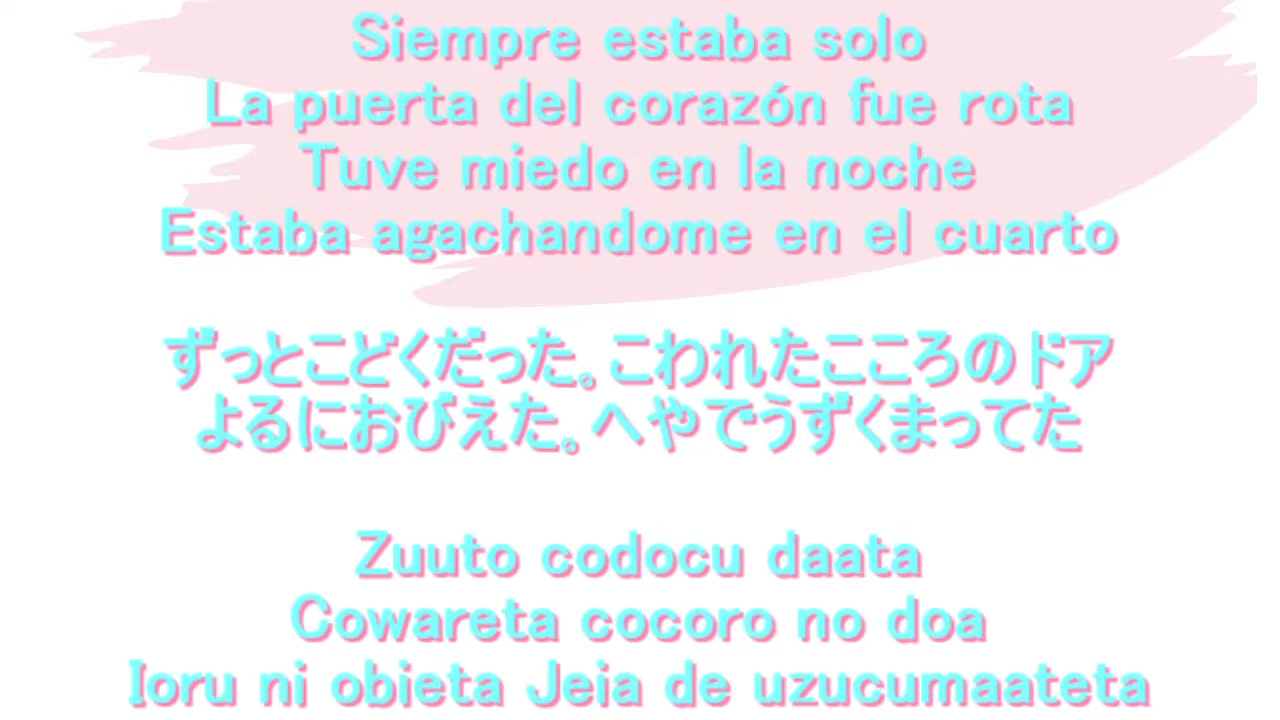 Siempre estaba solo
La puerta del corazón fue rota
Tuve miedo en la noche
Estaba agachandome en el cuarto
ずっとこどくだった。こわれたこころのドア
よるにおびえた。へやでうずくまってた
Zuuto codocu daata
Cowareta cocoro no doa
Ioru ni obieta Jeia de uzucumaateta